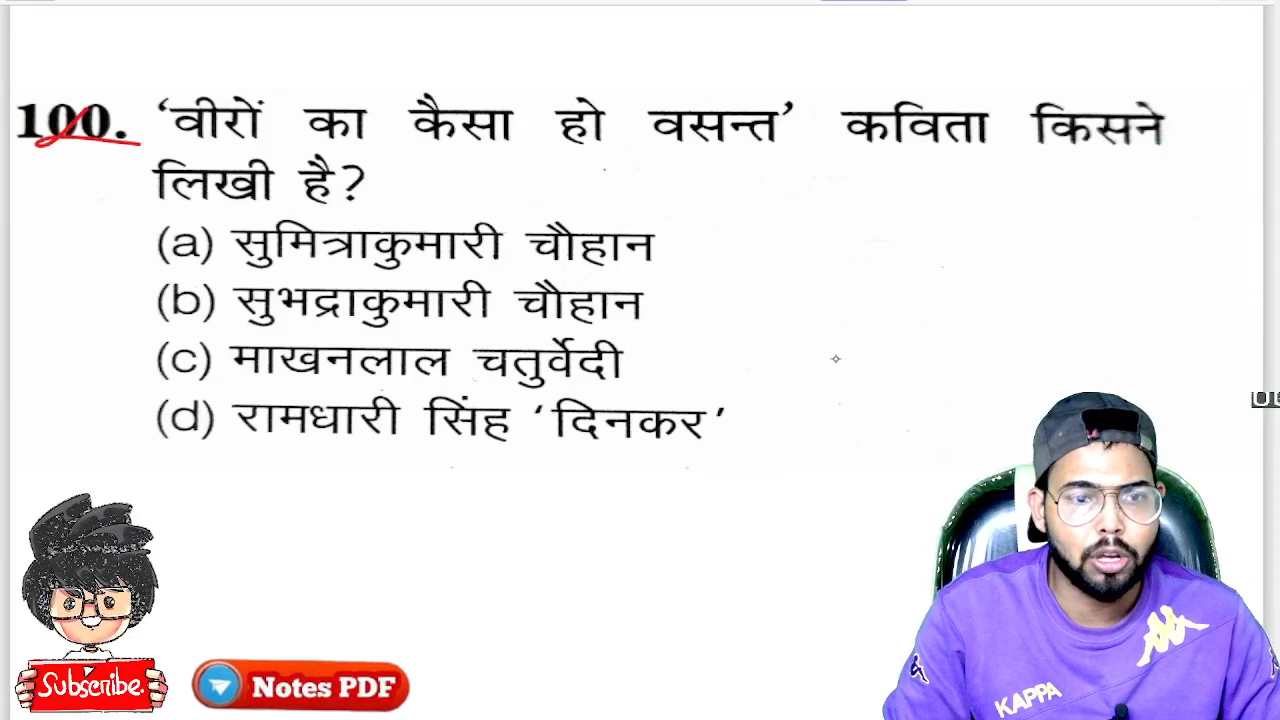 100. ‘वीरों का कैसा हो वसन्त’ कविता किसने
लिखी है?
(a) सुमित्राकुमारी चौहान
(b) सुभद्राकुमारी चौहान
(c) माखनलाल चतुर्वेदी
(d) रामधारी सिंह ‘दिनकर’
Subscribe.
Notes PDF
KAPPA